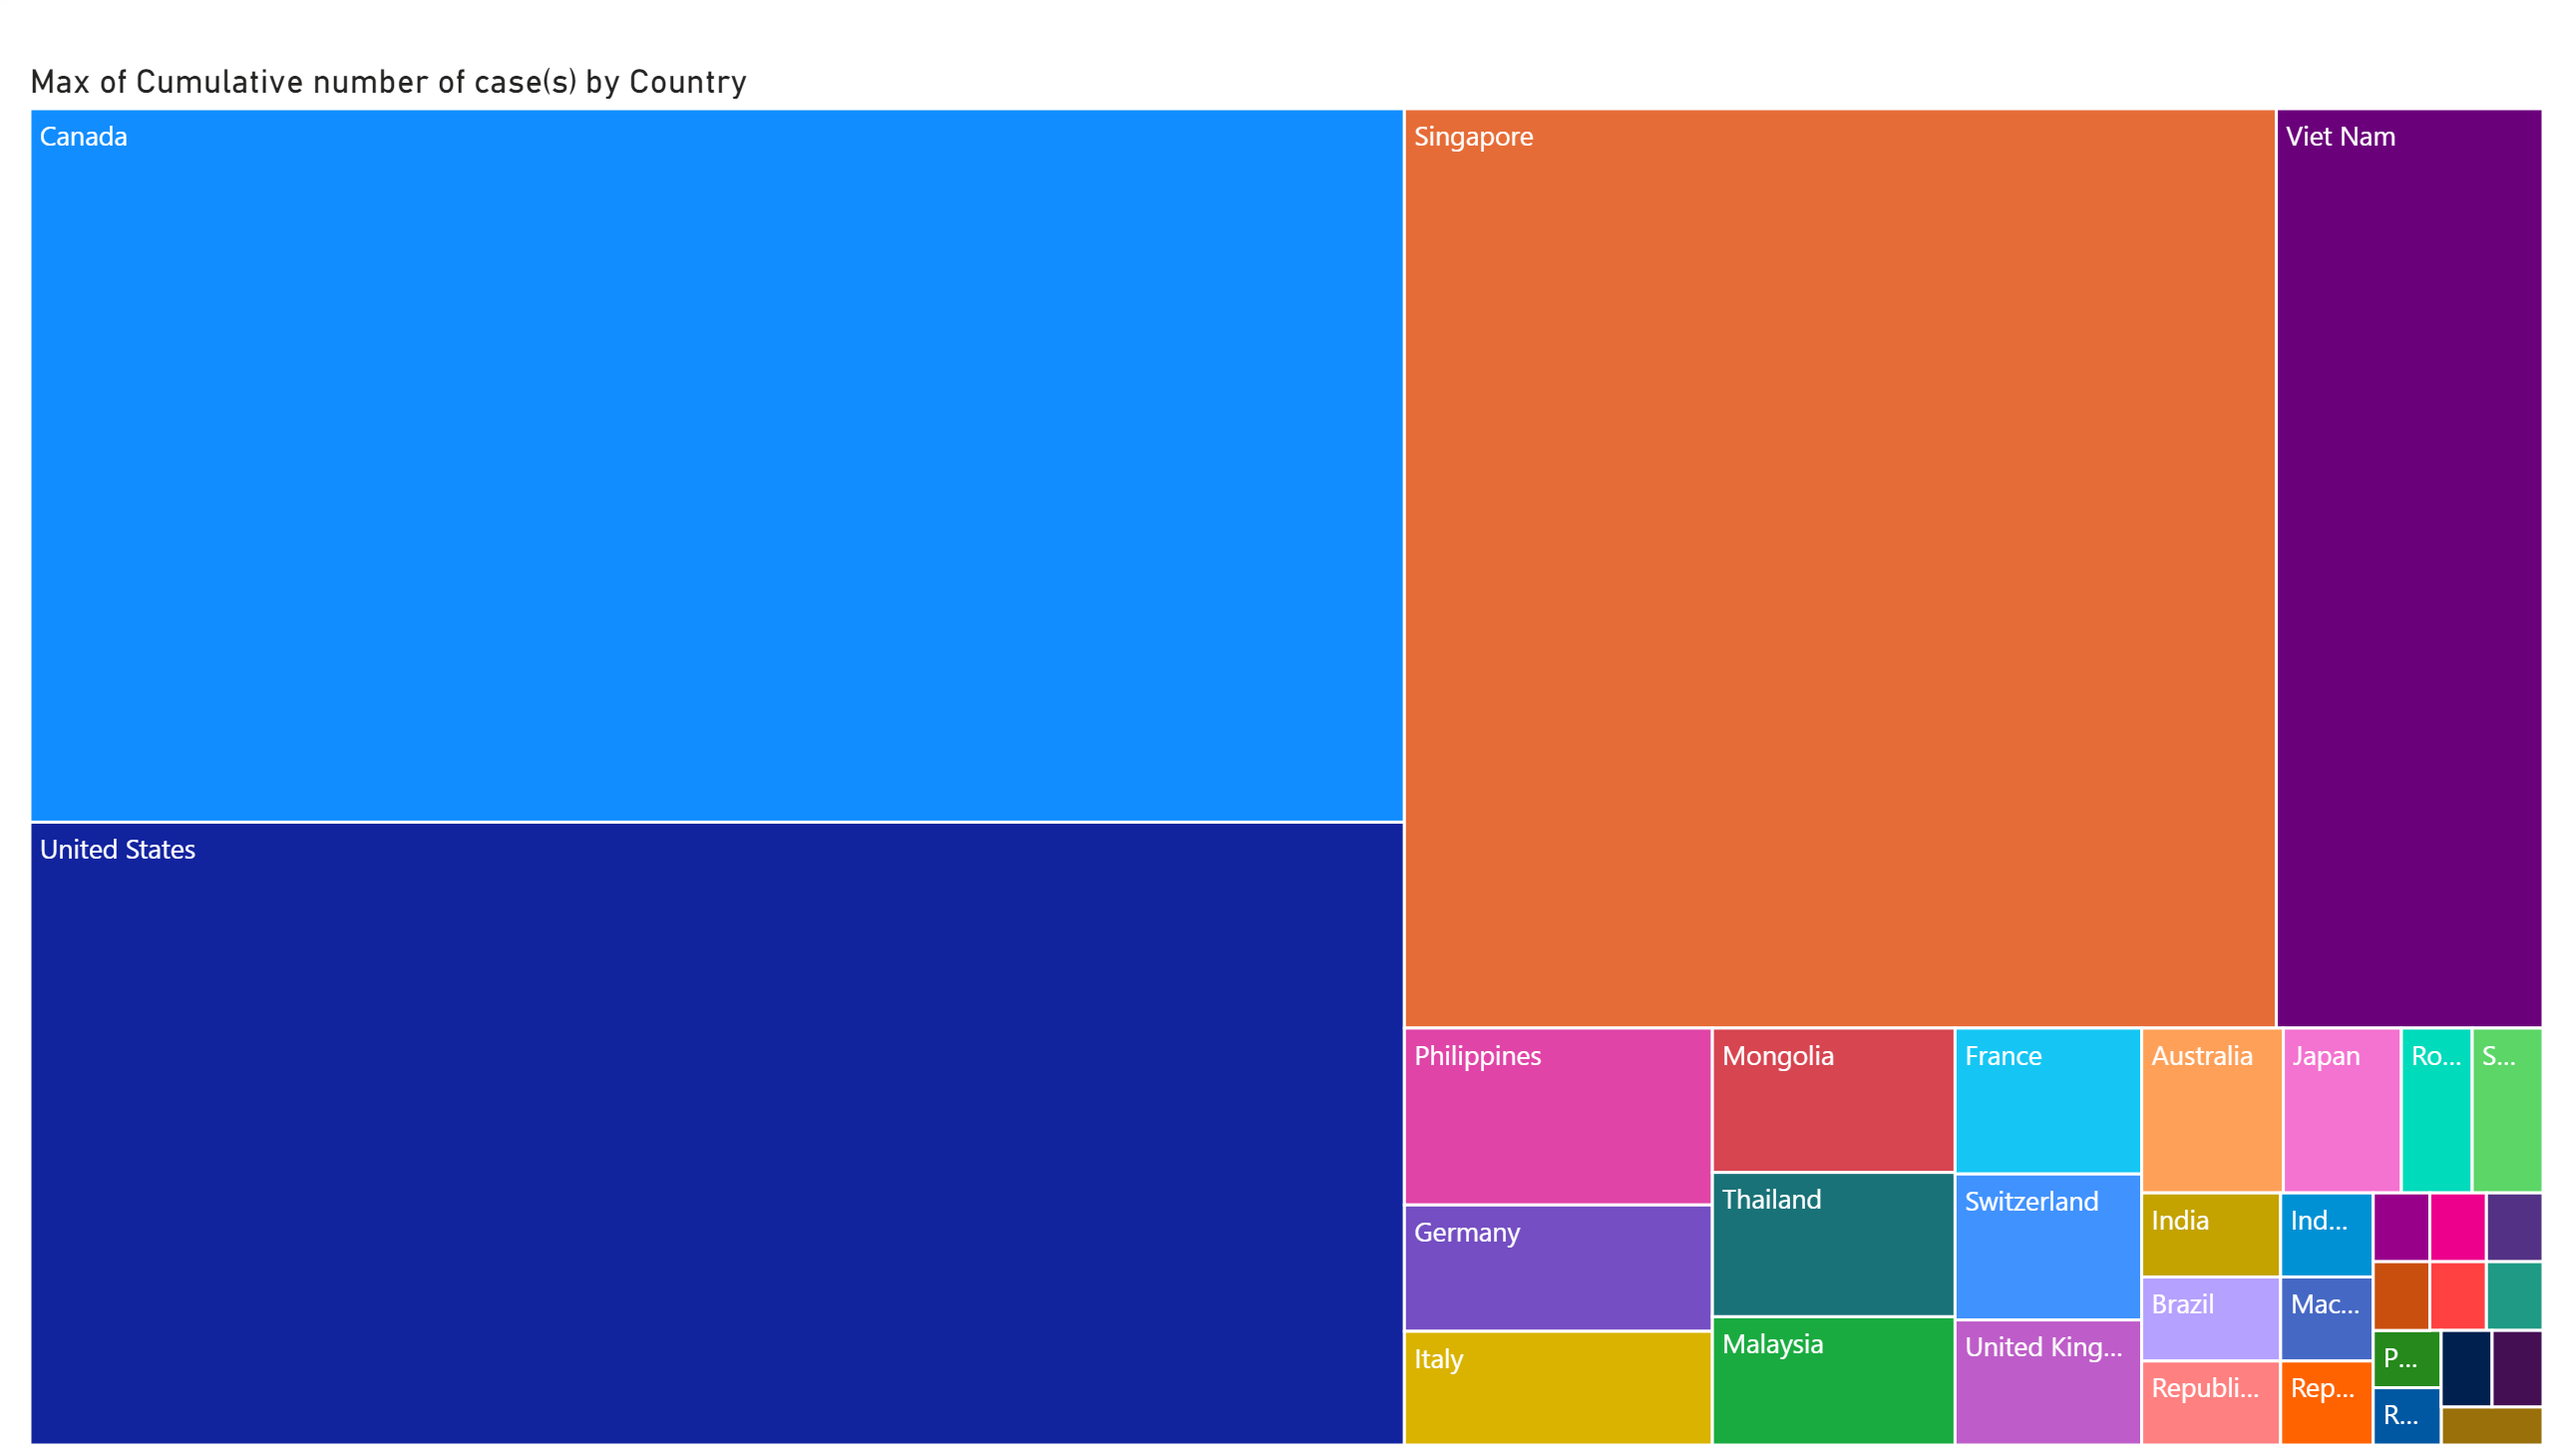 Max of Cumulative number of case(s) by Country
Canada
United States
Singapore
Viet Nam
Philippines
Germany
Italy
Mongolia
Thailand
Malaysia
France
Switzerland
United King...
Australia
Japan
Ro...
S...
India
Brazil
Republi...
Ind...
Mac...
Rep...
P...
R...